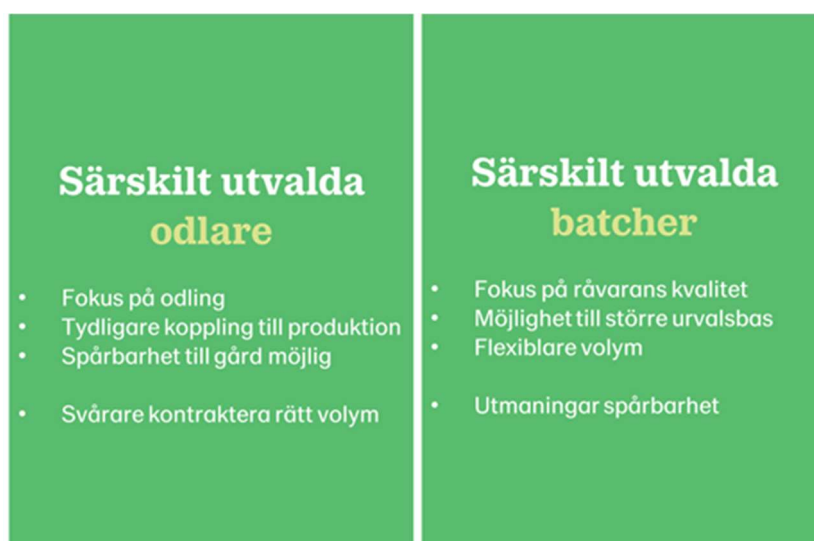 Särskilt utvalda
odlare
• Fokus på odling
• Tydligare koppling till produktion
• Spårbarhet till gård möjlig
• Svårare kontraktera rätt volym
Särskilt utvalda
batcher
• Fokus på råvarans kvalitet
• Möjlighet till större urvalsbas
• Flexiblare volym
• Utmaningar spårbarhet